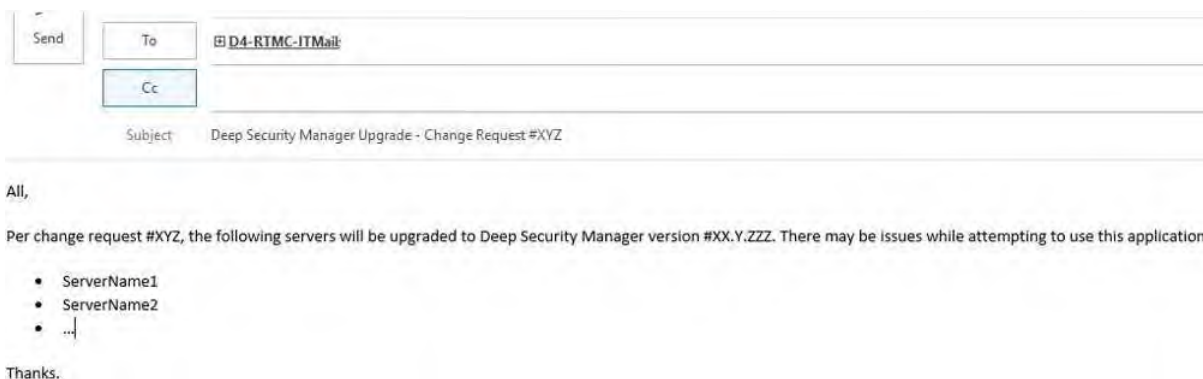 Send
To
D4-RTMC-ITMail
Cc
Subject
Deep Security Manager Upgrade - Change Request #XYZ
All,
Per change request #XYZ, the following servers will be upgraded to Deep Security Manager version #XX.Y.ZZZ. There may be issues while attempting to use this application
• ServerName1
• ServerName2
• ...
Thanks.